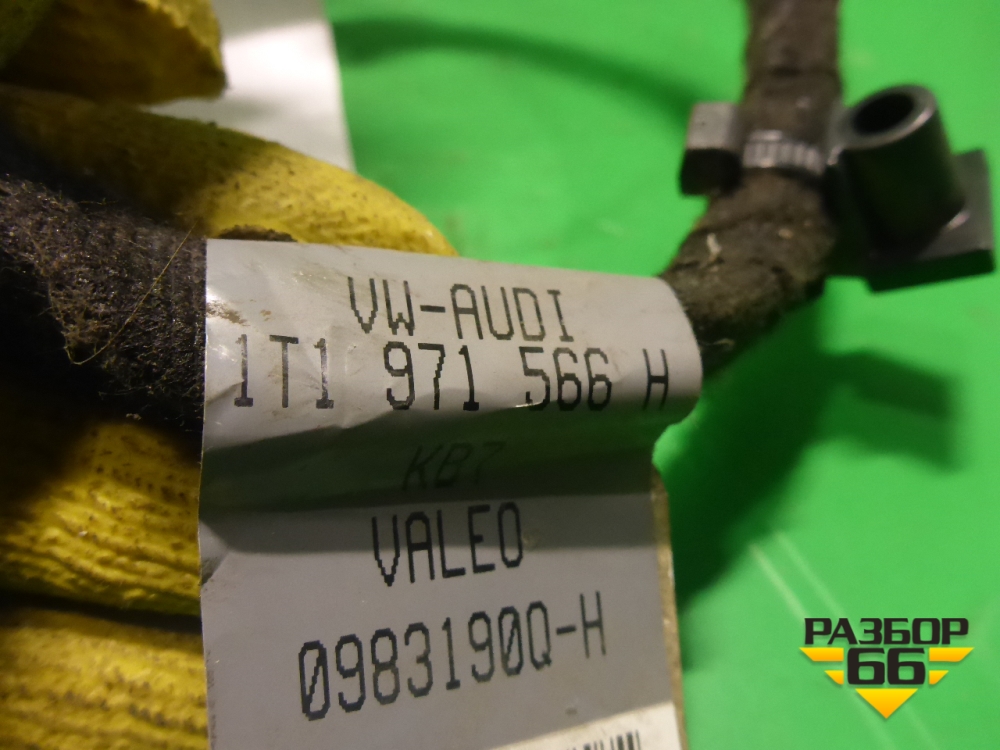 VW-AUDI
1T1 971 566 H
KB7
VALEO
0983190Q-H
РАЗБОР
66